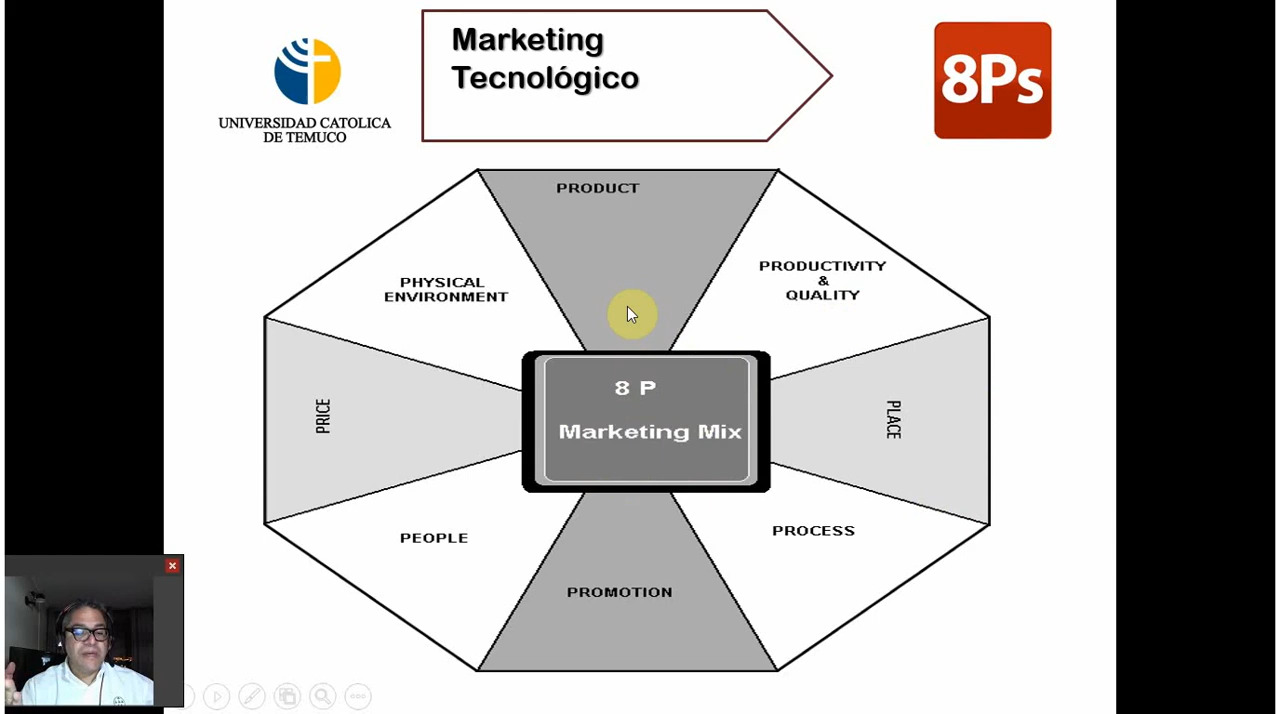 Marketing
Tecnológico
UNIVERSIDAD CATOLICA
DE TEMUCO
8Ps
PRODUCT
PRODUCTIVITY
&
QUALITY
PHYSICAL
ENVIRONMENT
8 P
Marketing Mix
PRICE
PLACE
PEOPLE
PROCESS
PROMOTION